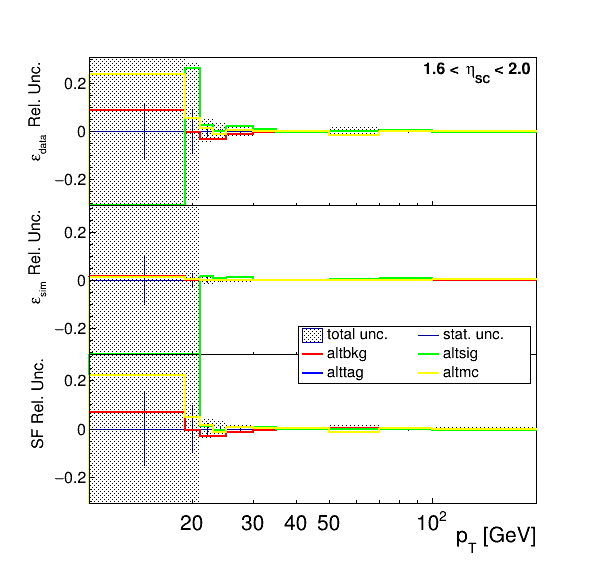 1.6 < η_SC < 2.0
ε_data Rel. Unc.
0.2
0
−0.2
ε_sim Rel. Unc.
0.2
0
−0.2
total unc. stat. unc.
altbkg altsig
alttag altmc
SF Rel. Unc.
0.2
0
−0.2
20 30 40 50 10²
p_T [GeV]